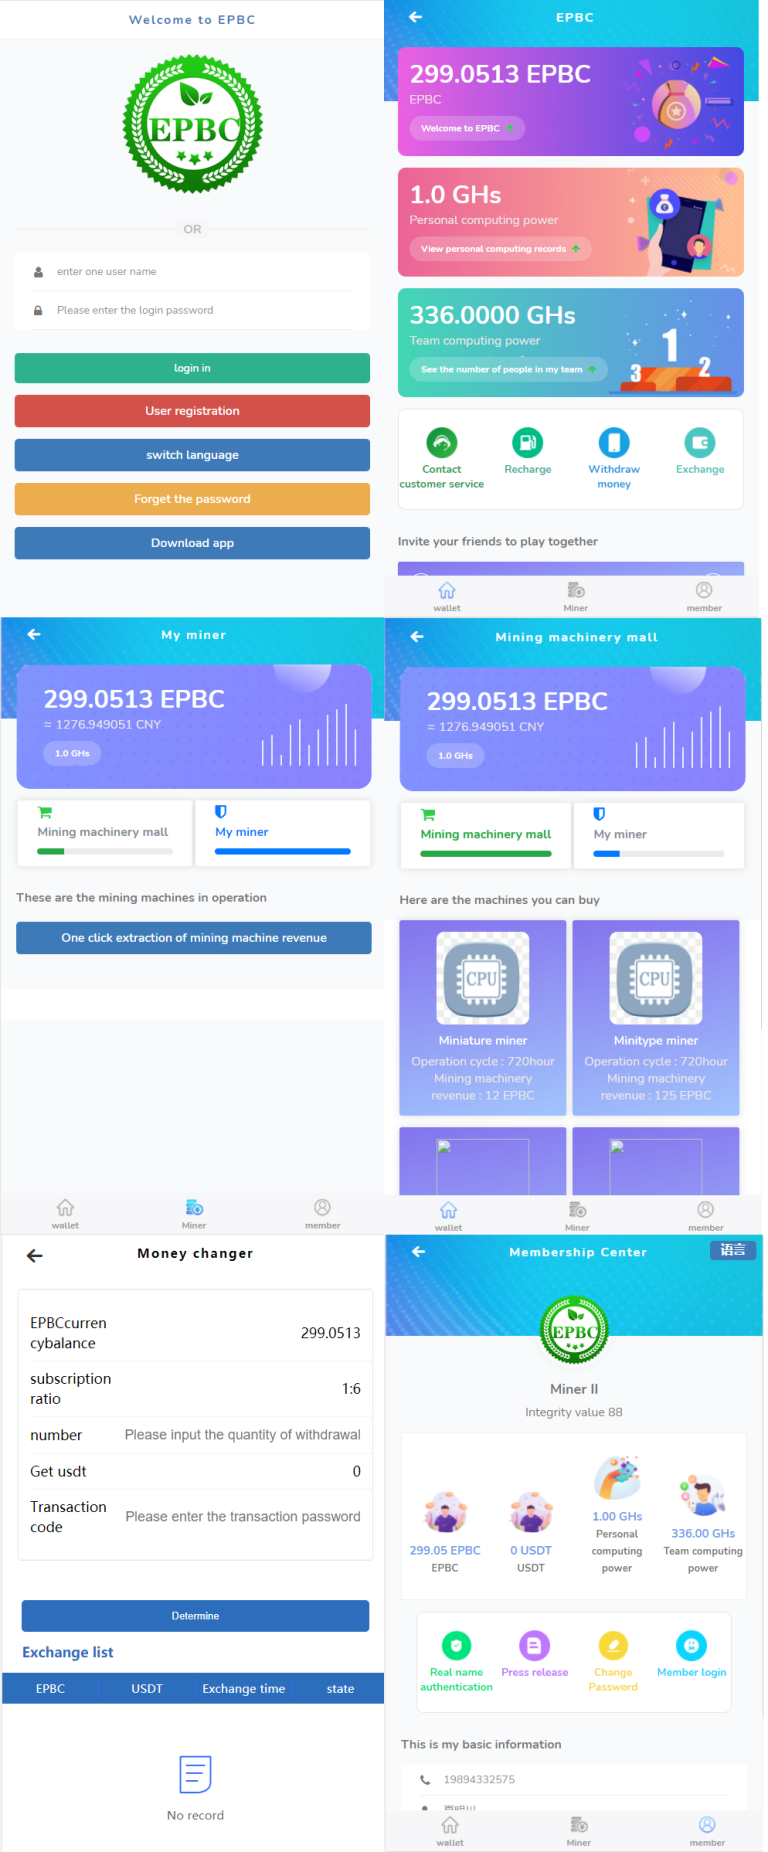 Welcome to EPBC
EPBC
OR
enter one user name
Please enter the login password
login in
User registration
switch language
Forget the password
Download app
EPBC
299.0513 EPBC
EPBC
Welcome to EPBC
1.0 GHs
Personal computing power
View personal computing records
336.0000 GHs
Team computing power
See the number of people in my team
1
2
3
Contact
customer service
Recharge
Withdraw
money
Exchange
Invite your friends to play together
wallet
Miner
member
My miner
299.0513 EPBC
≈ 1276.949051 CNY
1.0 GHs
Mining machinery mall
My miner
These are the mining machines in operation
One click extraction of mining machine revenue
wallet
Miner
member
Mining machinery mall
299.0513 EPBC
≈ 1276.949051 CNY
1.0 GHs
Mining machinery mall
My miner
Here are the machines you can buy
CPU
Miniature miner
Operation cycle : 720hour
Mining machinery
revenue : 12 EPBC
CPU
Minitype miner
Operation cycle : 720hour
Mining machinery
revenue : 125 EPBC
wallet
Miner
member
Money changer
EPBCcurren
cybalance
299.0513
subscription
ratio
1:6
number
Please input the quantity of withdrawal
Get usdt
0
Transaction
code
Please enter the transaction password
Determine
Exchange list
EPBC USDT Exchange time state
No record
Membership Center
语言
EPBC
Miner II
Integrity value 88
299.05 EPBC
EPBC
0 USDT
USDT
1.00 GHs
Personal
computing
power
336.00 GHs
Team computing
power
Real name
authentication
Press release
Change
Password
Member login
This is my basic information
19894332575
wallet
Miner
member